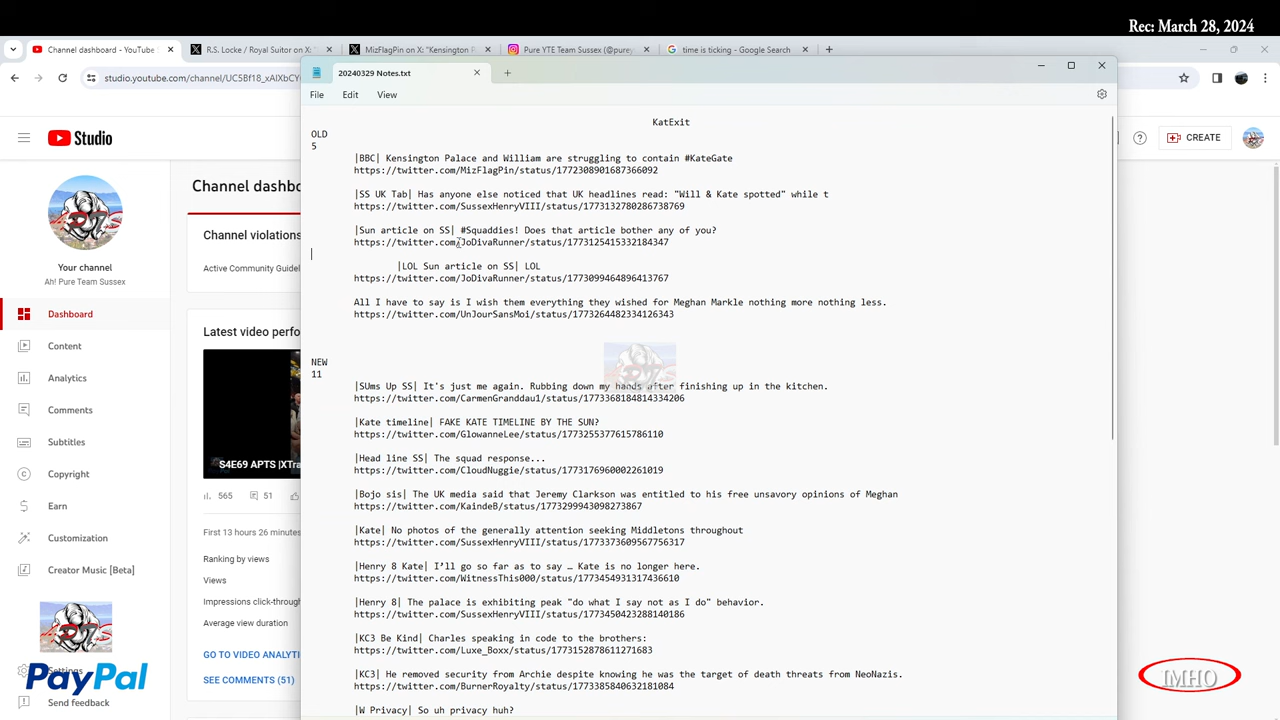 Rec: March 28, 2024
Channel dashboard - YouTube S
R.S. Locke / Royal Suitor on X: "
MizFlagPin on X: "Kensington P
Pure YTE Team Sussex (@purey
time is ticking - Google Search
studio.youtube.com/channel/UC5Bf18_xAIXbCY
20240329 Notes.txt
File Edit View
Studio
CREATE
Your channel
Ah! Pure Team Sussex
Dashboard
Content
Analytics
Comments
Subtitles
Copyright
Earn
Customization
Creator Music [Beta]
Settings
Send feedback
PayPal
Channel dashbo
Channel violations
Active Community Guidel
Latest video perfo
S4E69 APTS |XTra
565 51
First 13 hours 26 minutes
Ranking by views
Views
Impressions click-through
Average view duration
GO TO VIDEO ANALYTI
SEE COMMENTS (51)
KatExit
OLD
5
|BBC| Kensington Palace and William are struggling to contain #KateGate
https://twitter.com/MizFlagPin/status/1772308901687366092
|SS UK Tab| Has anyone else noticed that UK headlines read: "Will & Kate spotted" while t
https://twitter.com/SussexHenryVIII/status/1773132780286738769
|Sun article on SS| #Squaddies! Does that article bother any of you?
https://twitter.com/JoDivaRunner/status/1773125415332184347
|LOL Sun article on SS| LOL
https://twitter.com/JoDivaRunner/status/1773099464896413767
All I have to say is I wish them everything they wished for Meghan Markle nothing more nothing less.
https://twitter.com/UnJourSansMoi/status/1773264482334126343
NEW
11
|SUms Up SS| It's just me again. Rubbing down my hands after finishing up in the kitchen.
https://twitter.com/CarmenGranddau1/status/1773368184814334206
|Kate timeline| FAKE KATE TIMELINE BY THE SUN?
https://twitter.com/GlowanneLee/status/1773255377615786110
|Head line SS| The squad response...
https://twitter.com/CloudNuggie/status/1773176960002261019
|Bojo sis| The UK media said that Jeremy Clarkson was entitled to his free unsavory opinions of Meghan
https://twitter.com/KaindeB/status/1773299943098273867
|Kate| No photos of the generally attention seeking Middletons throughout
https://twitter.com/SussexHenryVIII/status/1773373609567756317
|Henry 8 Kate| I’ll go so far as to say … Kate is no longer here.
https://twitter.com/WitnessThis000/status/1773454931317436610
|Henry 8| The palace is exhibiting peak "do what I say not as I do" behavior.
https://twitter.com/SussexHenryVIII/status/1773450423288140186
|KC3 Be Kind| Charles speaking in code to the brothers:
https://twitter.com/Luxe_Boxx/status/1773152878611271683
|KC3| He removed security from Archie despite knowing he was the target of death threats from NeoNazis.
https://twitter.com/BurnerRoyalty/status/1773385840632181084
|W Privacy| So uh privacy huh?
IMHO